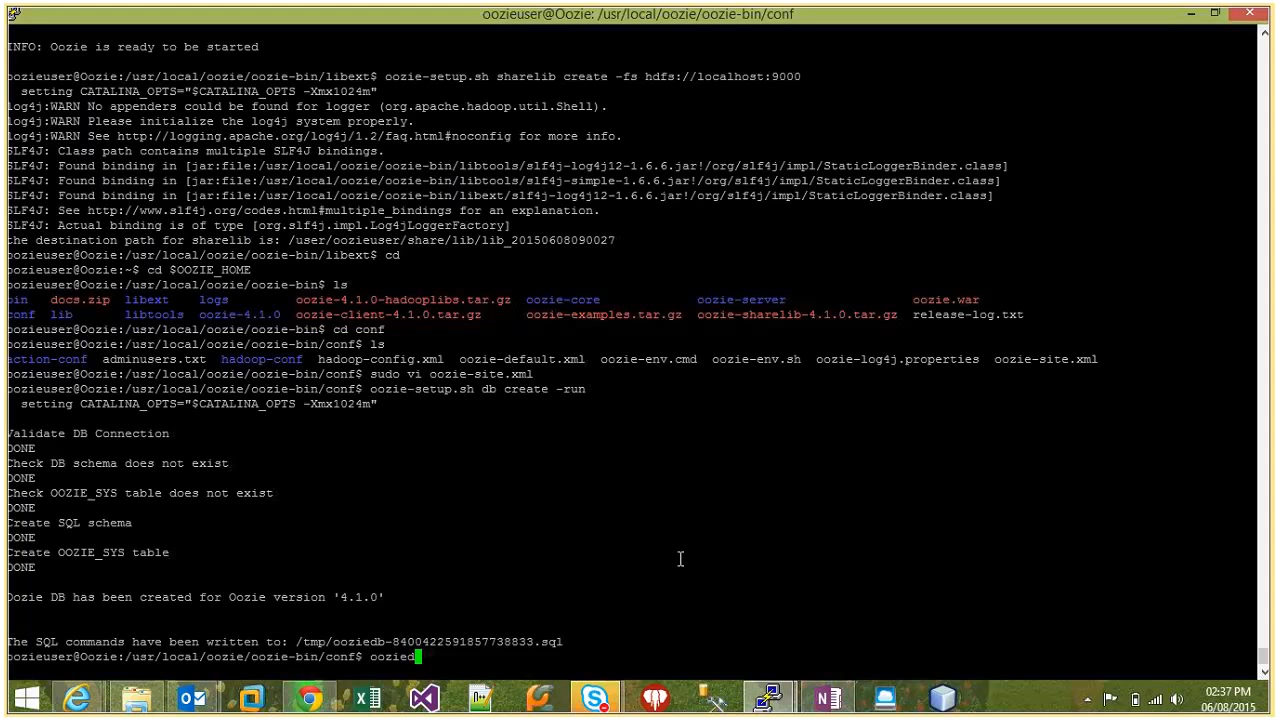 oozieuser@Oozie: /usr/local/oozie/oozie-bin/conf
INFO: Oozie is ready to be started
oozieuser@Oozie:/usr/local/oozie/oozie-bin/libext$ oozie-setup.sh sharelib create -fs hdfs://localhost:9000
setting CATALINA_OPTS="$CATALINA_OPTS -Xmx1024m"
log4j:WARN No appenders could be found for logger (org.apache.hadoop.util.Shell).
log4j:WARN Please initialize the log4j system properly.
log4j:WARN See http://logging.apache.org/log4j/1.2/faq.html#noconfig for more info.
SLF4J: Class path contains multiple SLF4J bindings.
SLF4J: Found binding in [jar:file:/usr/local/oozie/oozie-bin/libtools/slf4j-log4j12-1.6.6.jar!/org/slf4j/impl/StaticLoggerBinder.class]
SLF4J: Found binding in [jar:file:/usr/local/oozie/oozie-bin/libtools/slf4j-simple-1.6.6.jar!/org/slf4j/impl/StaticLoggerBinder.class]
SLF4J: Found binding in [jar:file:/usr/local/oozie/oozie-bin/libext/slf4j-log4j12-1.6.6.jar!/org/slf4j/impl/StaticLoggerBinder.class]
SLF4J: See http://www.slf4j.org/codes.html#multiple_bindings for an explanation.
SLF4J: Actual binding is of type [org.slf4j.impl.Log4jLoggerFactory]
the destination path for sharelib is: /user/oozieuser/share/lib/lib_20150608090027
oozieuser@Oozie:/usr/local/oozie/oozie-bin/libext$ cd
oozieuser@Oozie:~$ cd $OOZIE_HOME
oozieuser@Oozie:/usr/local/oozie/oozie-bin$ ls
bin docs.zip libext logs oozie-4.1.0-hadooplibs.tar.gz oozie-core oozie-server oozie.war
conf lib libtools oozie-4.1.0 oozie-client-4.1.0.tar.gz oozie-examples.tar.gz oozie-sharelib-4.1.0.tar.gz release-log.txt
oozieuser@Oozie:/usr/local/oozie/oozie-bin$ cd conf
oozieuser@Oozie:/usr/local/oozie/oozie-bin/conf$ ls
action-conf adminusers.txt hadoop-conf hadoop-config.xml oozie-default.xml oozie-env.cmd oozie-env.sh oozie-log4j.properties oozie-site.xml
oozieuser@Oozie:/usr/local/oozie/oozie-bin/conf$ sudo vi oozie-site.xml
oozieuser@Oozie:/usr/local/oozie/oozie-bin/conf$ oozie-setup.sh db create -run
setting CATALINA_OPTS="$CATALINA_OPTS -Xmx1024m"
Validate DB Connection
DONE
Check DB schema does not exist
DONE
Check OOZIE_SYS table does not exist
DONE
Create SQL schema
DONE
Create OOZIE_SYS table
DONE
Oozie DB has been created for Oozie version '4.1.0'
The SQL commands have been written to: /tmp/ooziedb-8400422591857738833.sql
oozieuser@Oozie:/usr/local/oozie/oozie-bin/conf$ oozied
02:37 PM
06/08/2015